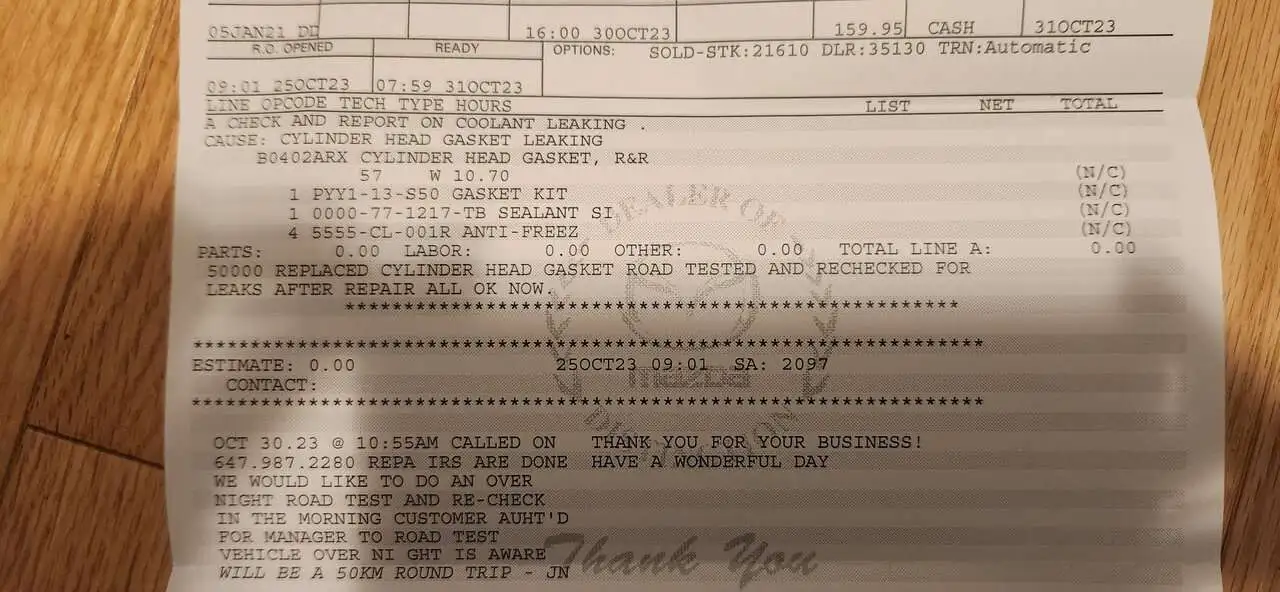 05JAN21 DD 16:00 30OCT23 159.95 CASH 31OCT23
R.O. OPENED READY OPTIONS: SOLD-STK:21610 DLR:35130 TRN:Automatic
09:01 25OCT23 07:59 31OCT23
LINE OPCODE TECH TYPE HOURS LIST NET TOTAL
A CHECK AND REPORT ON COOLANT LEAKING .
CAUSE: CYLINDER HEAD GASKET LEAKING
B0402ARX CYLINDER HEAD GASKET, R&R
57 W 10.70 (N/C)
1 PYY1-13-S50 GASKET KIT (N/C)
1 0000-77-1217-TB SEALANT SI (N/C)
4 5555-CL-001R ANTI-FREEZ (N/C)
PARTS: 0.00 LABOR: 0.00 OTHER: 0.00 TOTAL LINE A: 0.00
50000 REPLACED CYLINDER HEAD GASKET ROAD TESTED AND RECHECKED FOR
LEAKS AFTER REPAIR ALL OK NOW.
*****************************************************
*********************************************************************
ESTIMATE: 0.00 25OCT23 09:01 SA: 2097
CONTACT:
*********************************************************************
OCT 30.23 @ 10:55AM CALLED ON THANK YOU FOR YOUR BUSINESS!
647.987.2280 REPA IRS ARE DONE HAVE A WONDERFUL DAY
WE WOULD LIKE TO DO AN OVER
NIGHT ROAD TEST AND RE-CHECK
IN THE MORNING CUSTOMER AUHT'D
FOR MANAGER TO ROAD TEST
VEHICLE OVER NI GHT IS AWARE
WILL BE A 50KM ROUND TRIP - JN
Thank You
DEALER OF
mazda